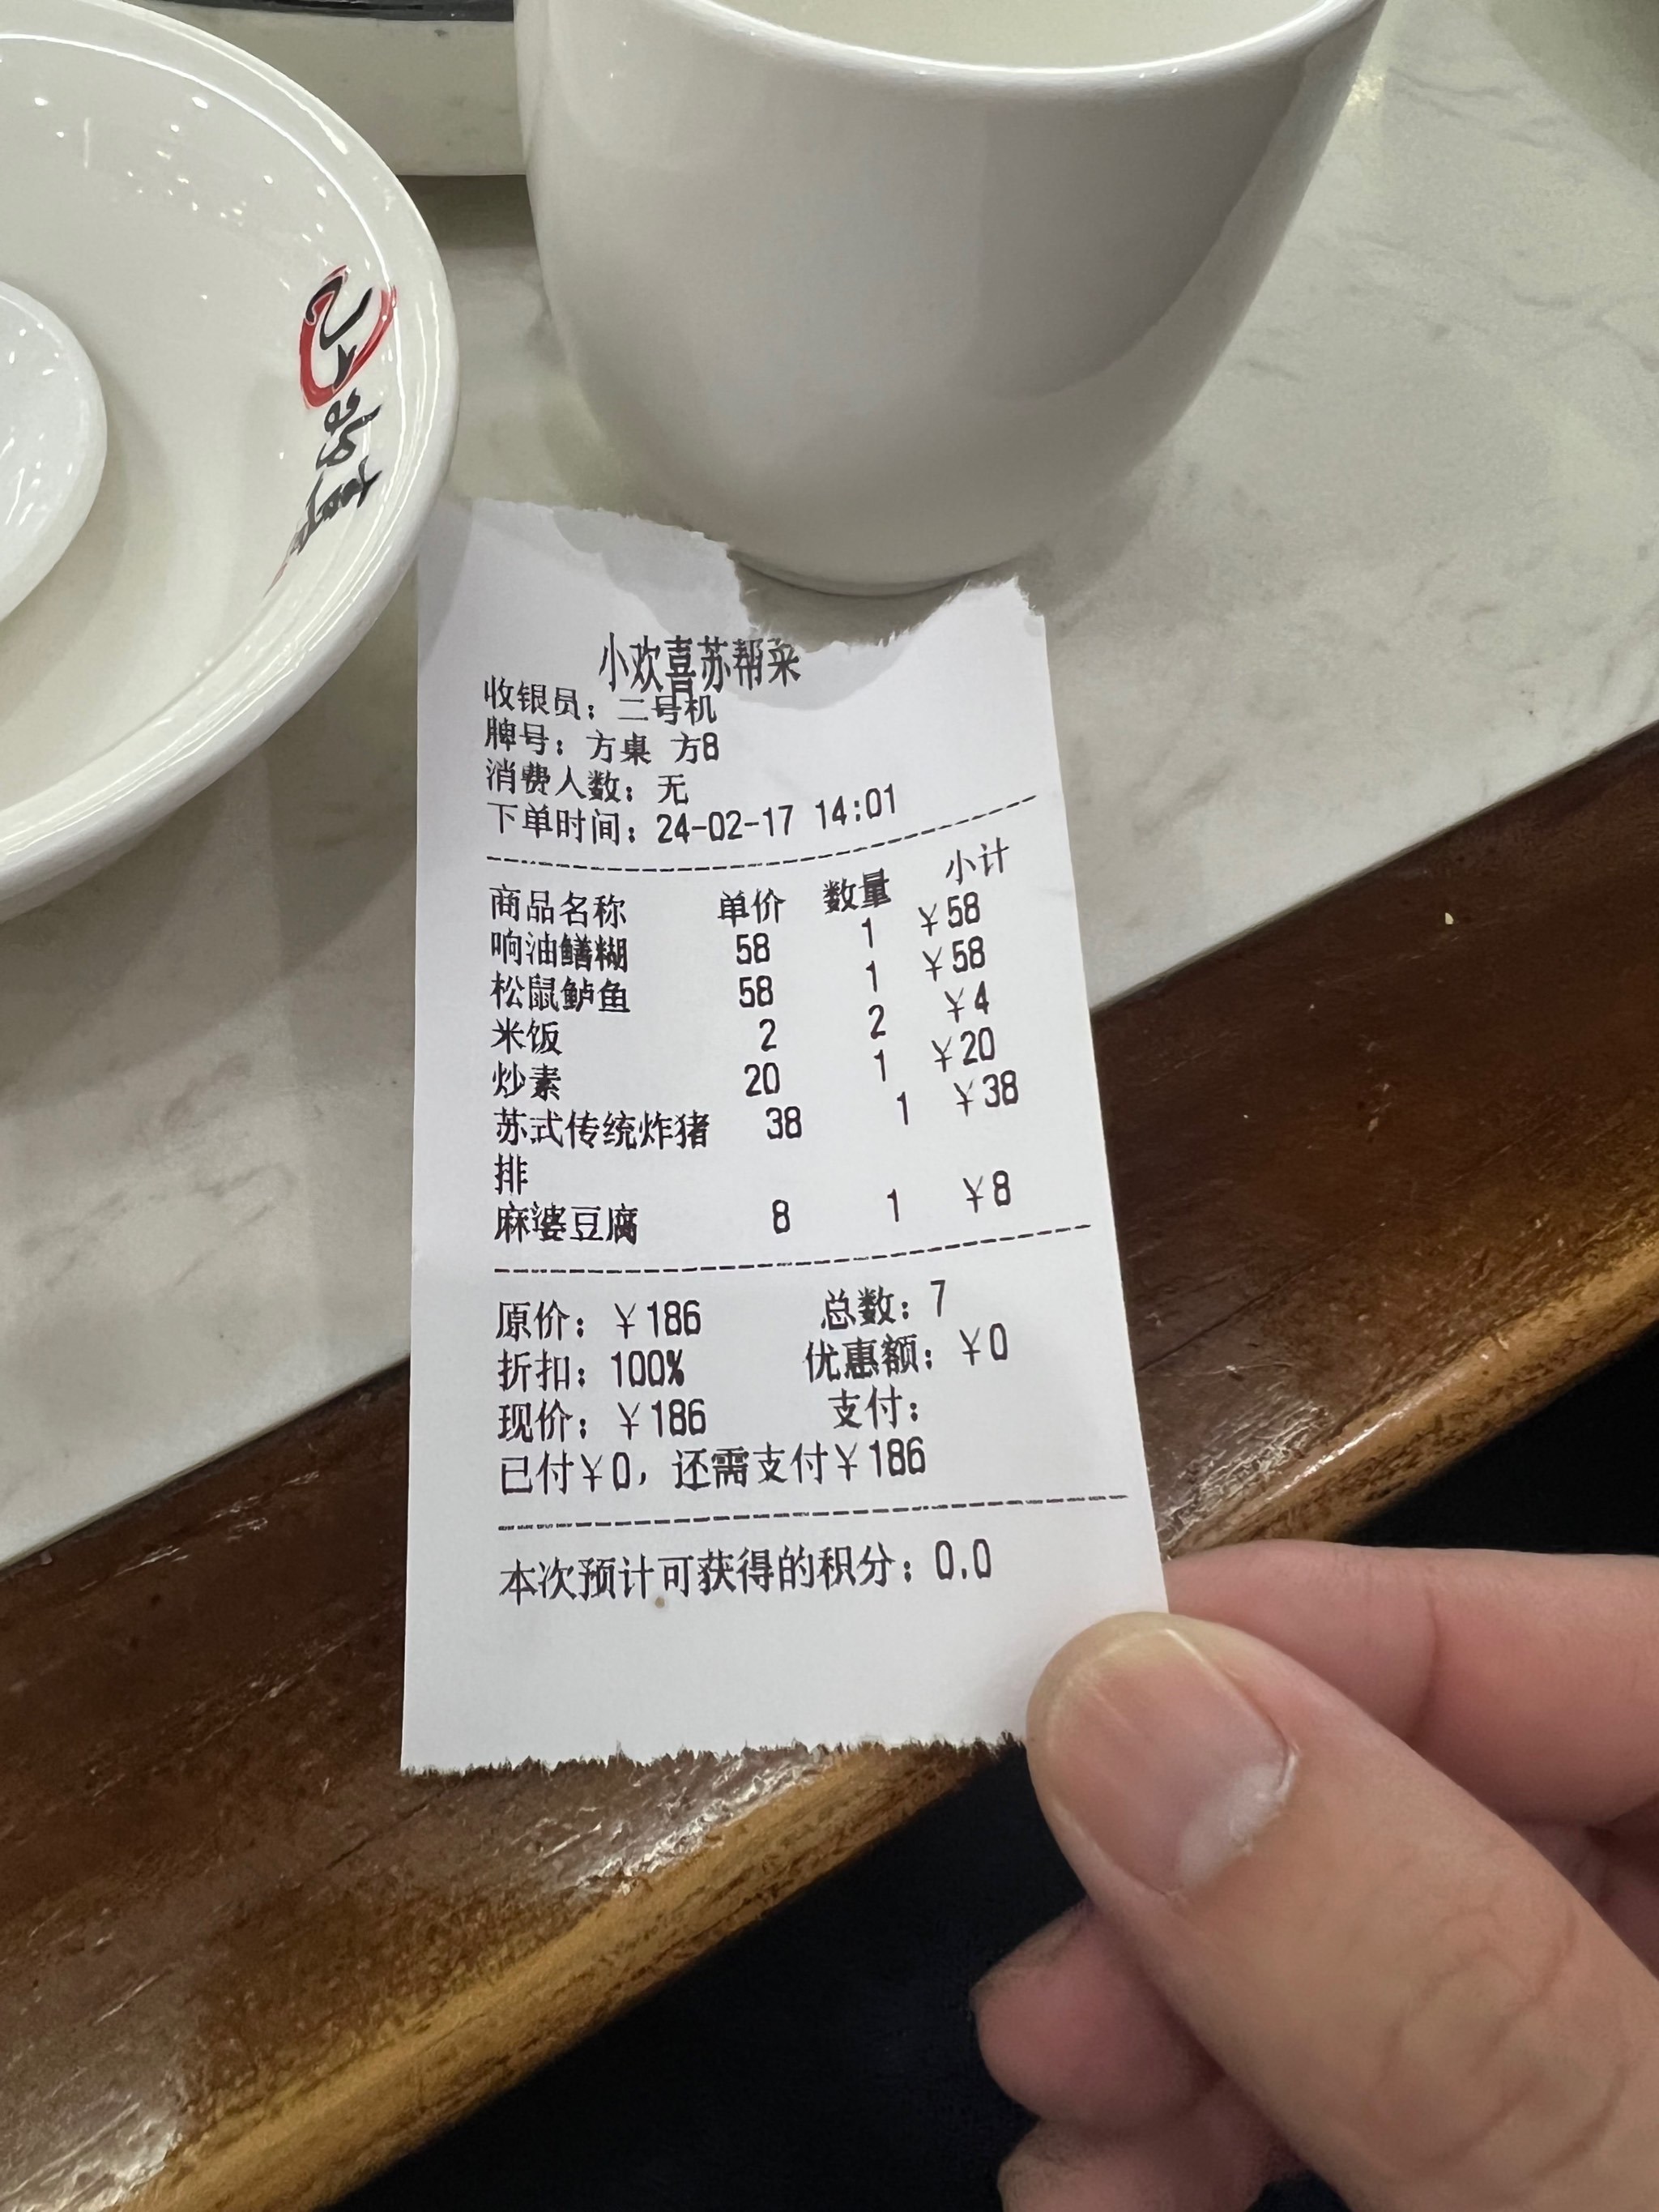 小欢喜苏帮菜
收银员：二号机
牌号：方桌 方8
消费人数：无
下单时间：24-02-17 14:01
商品名称 单价 数量 小计
响油鳝糊 58 1 ￥58
松鼠鲈鱼 58 1 ￥58
米饭 2 2 ￥4
炒素 20 1 ￥20
苏式传统炸猪 38 1 ￥38
排
麻婆豆腐 8 1 ￥8
原价：￥186 总数：7
折扣：100% 优惠额：￥0
现价：￥186 支付：
已付￥0，还需支付￥186
本次预计可获得的积分：0.0